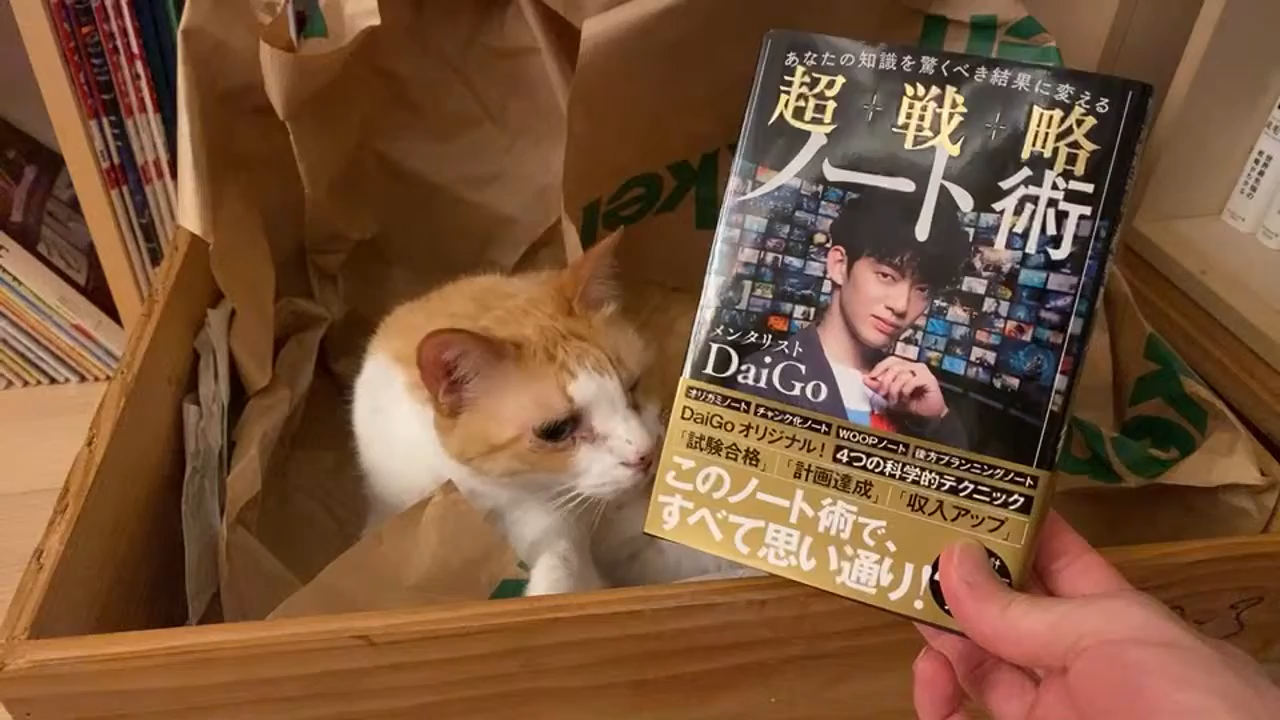 あなたの知識を驚くべき結果に変える
超+戦+略
ノート術
メンタリスト
DaiGo
オリガミノート チャンク化ノート WOOPノート 後方プランニングノート
DaiGoオリジナル! 4つの科学的テクニック
「試験合格」「計画達成」「収入アップ」
このノート術で、
すべて思い通り!